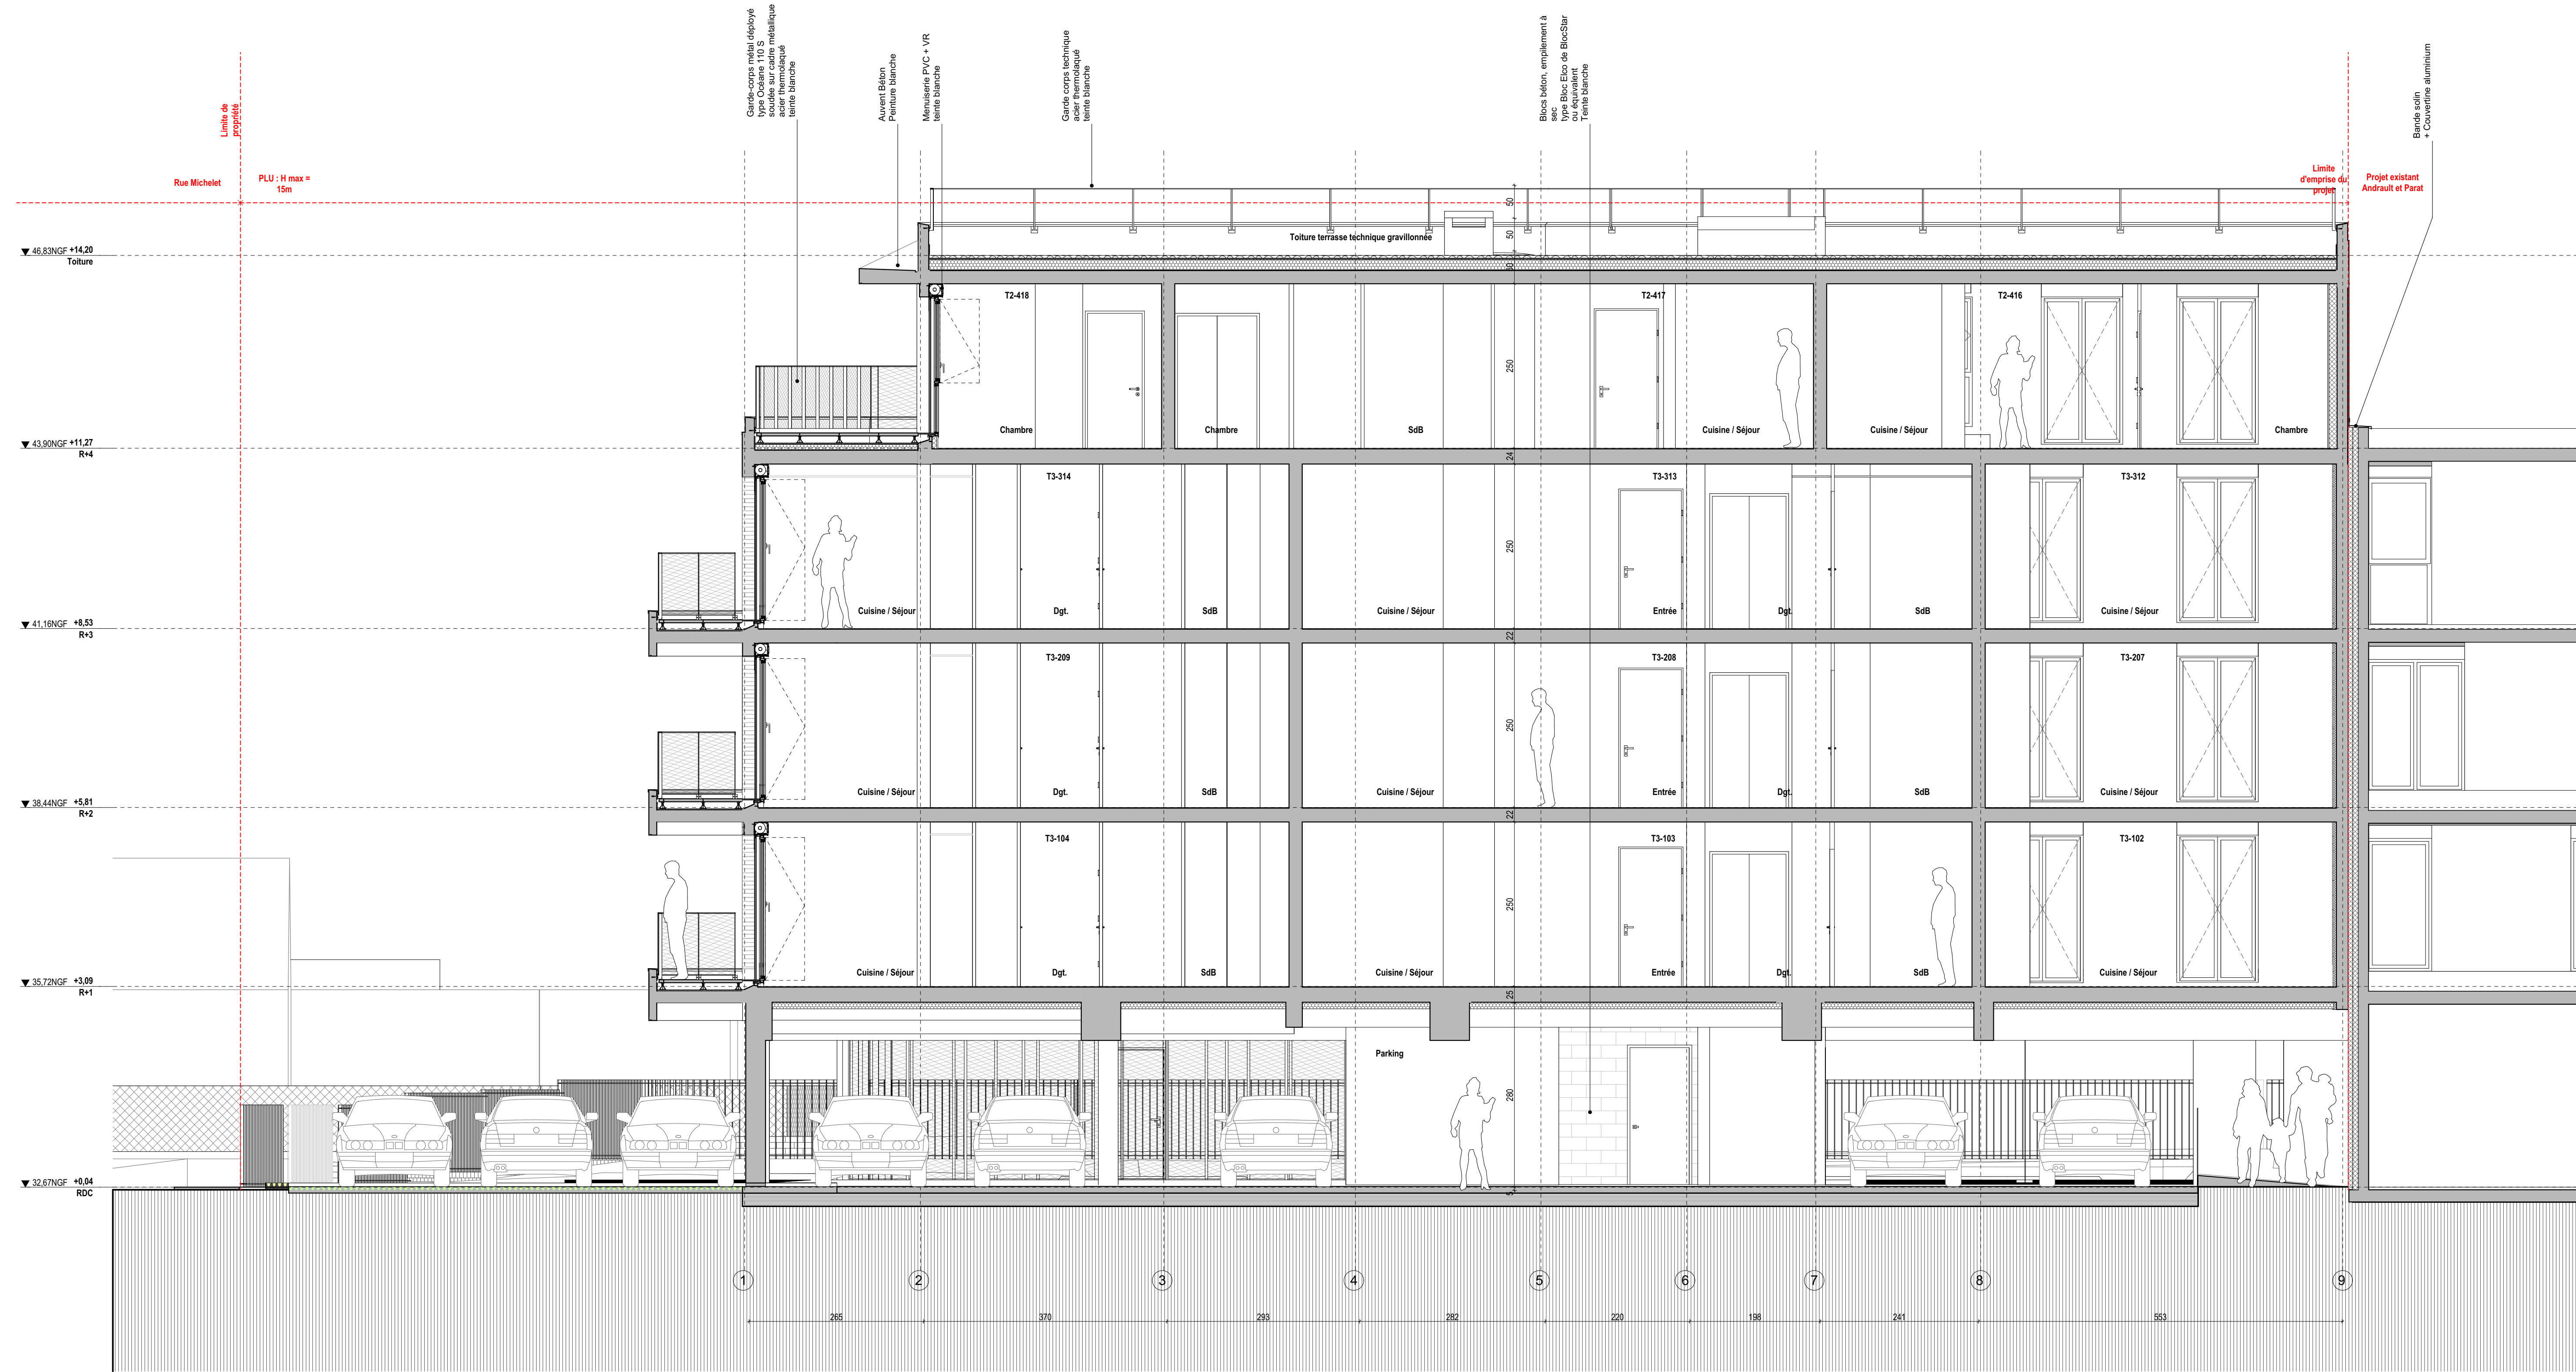 Garde-corps métal déployé
type Océane 110 S
soudée sur cadre métallique
acier thermolaqué
teinte blanche
Auvent Béton
Peinture blanche
Menuiserie PVC + VR
teinte blanche
Garde corps technique
acier thermolaqué
teinte blanche
Blocs béton, empilement à
sec
type Bloc Elco de BlocStar
ou équivalent
Teinte blanche
Bande solin
+ Couvertine aluminium
Limite de
propriété
Rue Michelet
PLU : H max =
15m
Limite
d'emprise du
projet
Projet existant
Andrault et Parat
50
50
Toiture terrasse technique gravillonnée
46,83NGF +14,20
Toiture
T2-418
T2-417
T2-416
250
Chambre
Chambre
SdB
Cuisine / Séjour
Cuisine / Séjour
Chambre
43,90NGF +11,27
R+4
24
T3-314
T3-313
T3-312
250
Cuisine / Séjour
Dgt.
SdB
Cuisine / Séjour
Entrée
Dgt.
SdB
Cuisine / Séjour
41,16NGF +8,53
R+3
22
T3-209
T3-208
T3-207
250
Cuisine / Séjour
Dgt.
SdB
Cuisine / Séjour
Entrée
Dgt.
SdB
Cuisine / Séjour
38,44NGF +5,81
R+2
22
T3-104
T3-103
T3-102
250
Cuisine / Séjour
Dgt.
SdB
Cuisine / Séjour
Entrée
Dgt.
SdB
Cuisine / Séjour
35,72NGF +3,09
R+1
25
Parking
280
32,67NGF +0,04
RDC
5
1
2
3
4
5
6
7
8
9
265
370
293
282
220
198
241
553